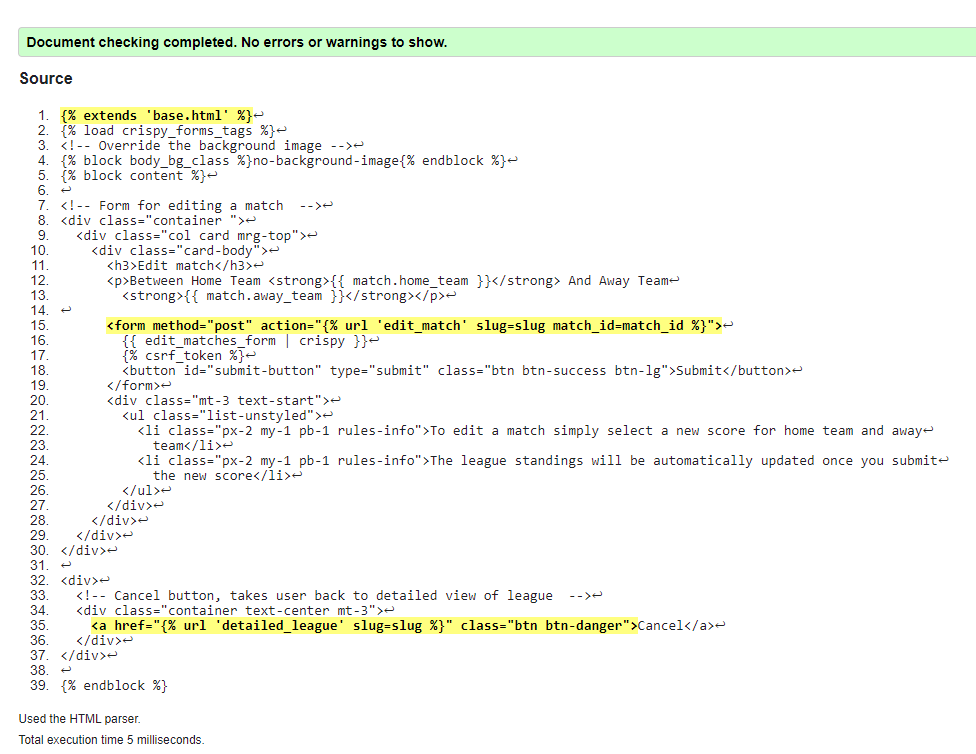 Document checking completed. No errors or warnings to show.
Source
1. {% extends 'base.html' %}↩
2. {% load crispy_forms_tags %}↩
3. <!-- Override the background image -->↩
4. {% block body_bg_class %}no-background-image{% endblock %}↩
5. {% block content %}↩
6. ↩
7. <!-- Form for editing a match  -->↩
8. <div class="container ">↩
9.   <div class="col card mrg-top">↩
10.     <div class="card-body">↩
11.       <h3>Edit match</h3>↩
12.       <p>Between Home Team <strong>{{ match.home_team }}</strong> And Away Team↩
13.         <strong>{{ match.away_team }}</strong></p>↩
14. ↩
15.       <form method="post" action="{% url 'edit_match' slug=slug match_id=match_id %}">↩
16.         {{ edit_matches_form | crispy }}↩
17.         {% csrf_token %}↩
18.         <button id="submit-button" type="submit" class="btn btn-success btn-lg">Submit</button>↩
19.       </form>↩
20.       <div class="mt-3 text-start">↩
21.         <ul class="list-unstyled">↩
22.           <li class="px-2 my-1 pb-1 rules-info">To edit a match simply select a new score for home team and away↩
23.             team</li>↩
24.           <li class="px-2 my-1 pb-1 rules-info">The league standings will be automatically updated once you submit↩
25.             the new score</li>↩
26.         </ul>↩
27.       </div>↩
28.     </div>↩
29.   </div>↩
30. </div>↩
31. ↩
32. <div>↩
33.   <!-- Cancel button, takes user back to detailed view of league  -->↩
34.   <div class="container text-center mt-3">↩
35.     <a href="{% url 'detailed_league' slug=slug %}" class="btn btn-danger">Cancel</a>↩
36.   </div>↩
37. </div>↩
38. ↩
39. {% endblock %}
Used the HTML parser.
Total execution time 5 milliseconds.